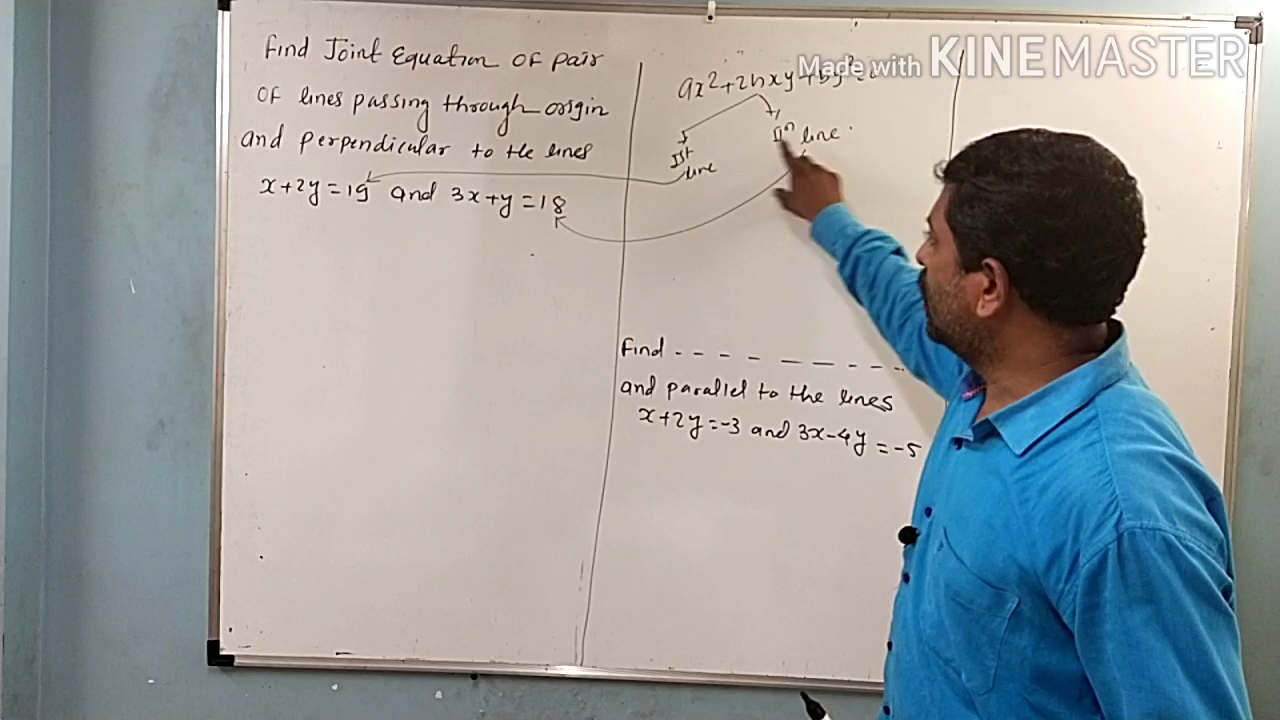 Find Joint Equation of pair
of lines passing through origin
and perpendicular to the lines
x+2y=19 and 3x+y=18
Made with KINEMASTER
ax²+2hxy+by²=
Ist
line
IInd line
Find - - - - - - - - -
and parallel to the lines
x+2y=-3 and 3x-4y=-5